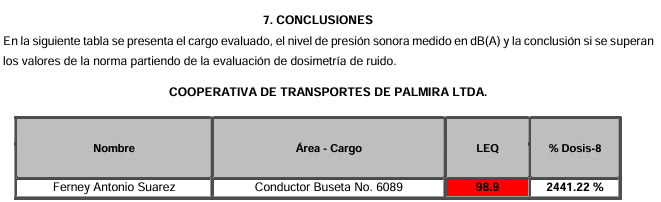 7. CONCLUSIONES
En la siguiente tabla se presenta el cargo evaluado, el nivel de presión sonora medido en dB(A) y la conclusión si se superan
los valores de la norma partiendo de la evaluación de dosimetría de ruido.
COOPERATIVA DE TRANSPORTES DE PALMIRA LTDA.
Nombre Área - Cargo LEQ % Dosis-8
Ferney Antonio Suarez Conductor Buseta No. 6089 98.9 2441.22 %